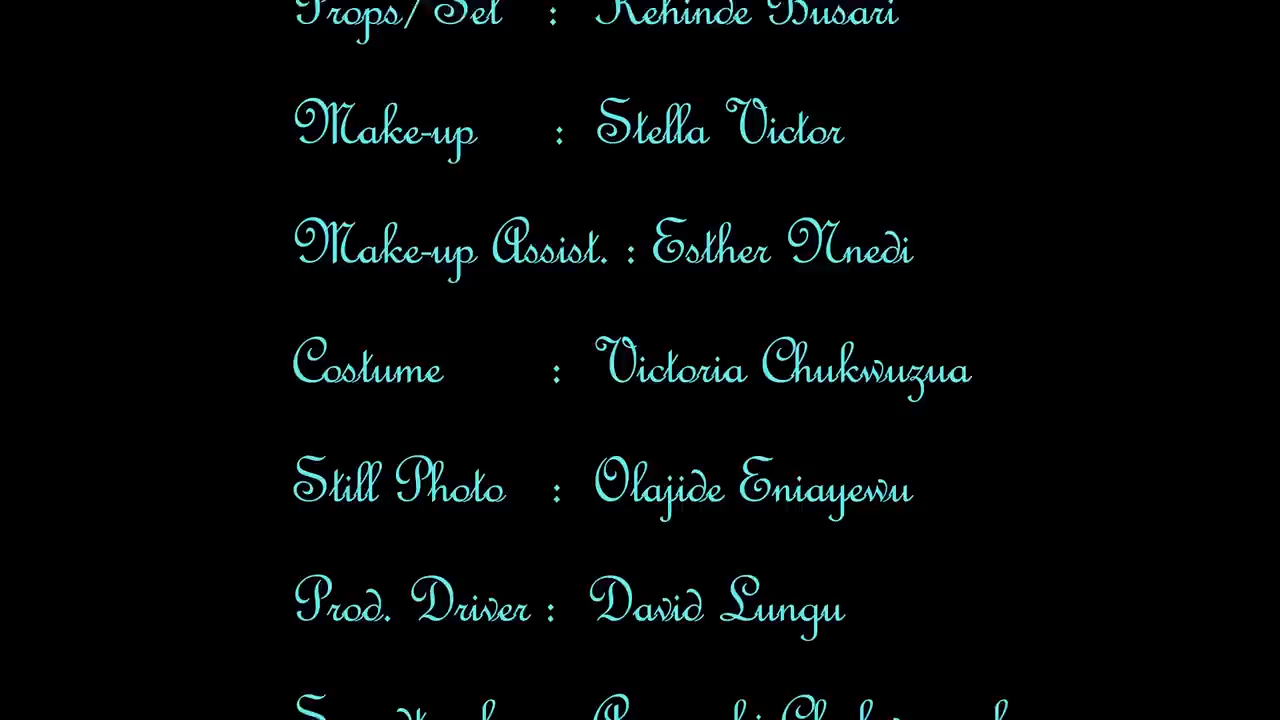 Props/Set : Kehinde Busari
Make-up : Stella Victor
Make-up Assist. : Esther Nnedi
Costume : Victoria Chukwuzua
Still Photo : Olajide Eniayewu
Prod. Driver : David Lungu